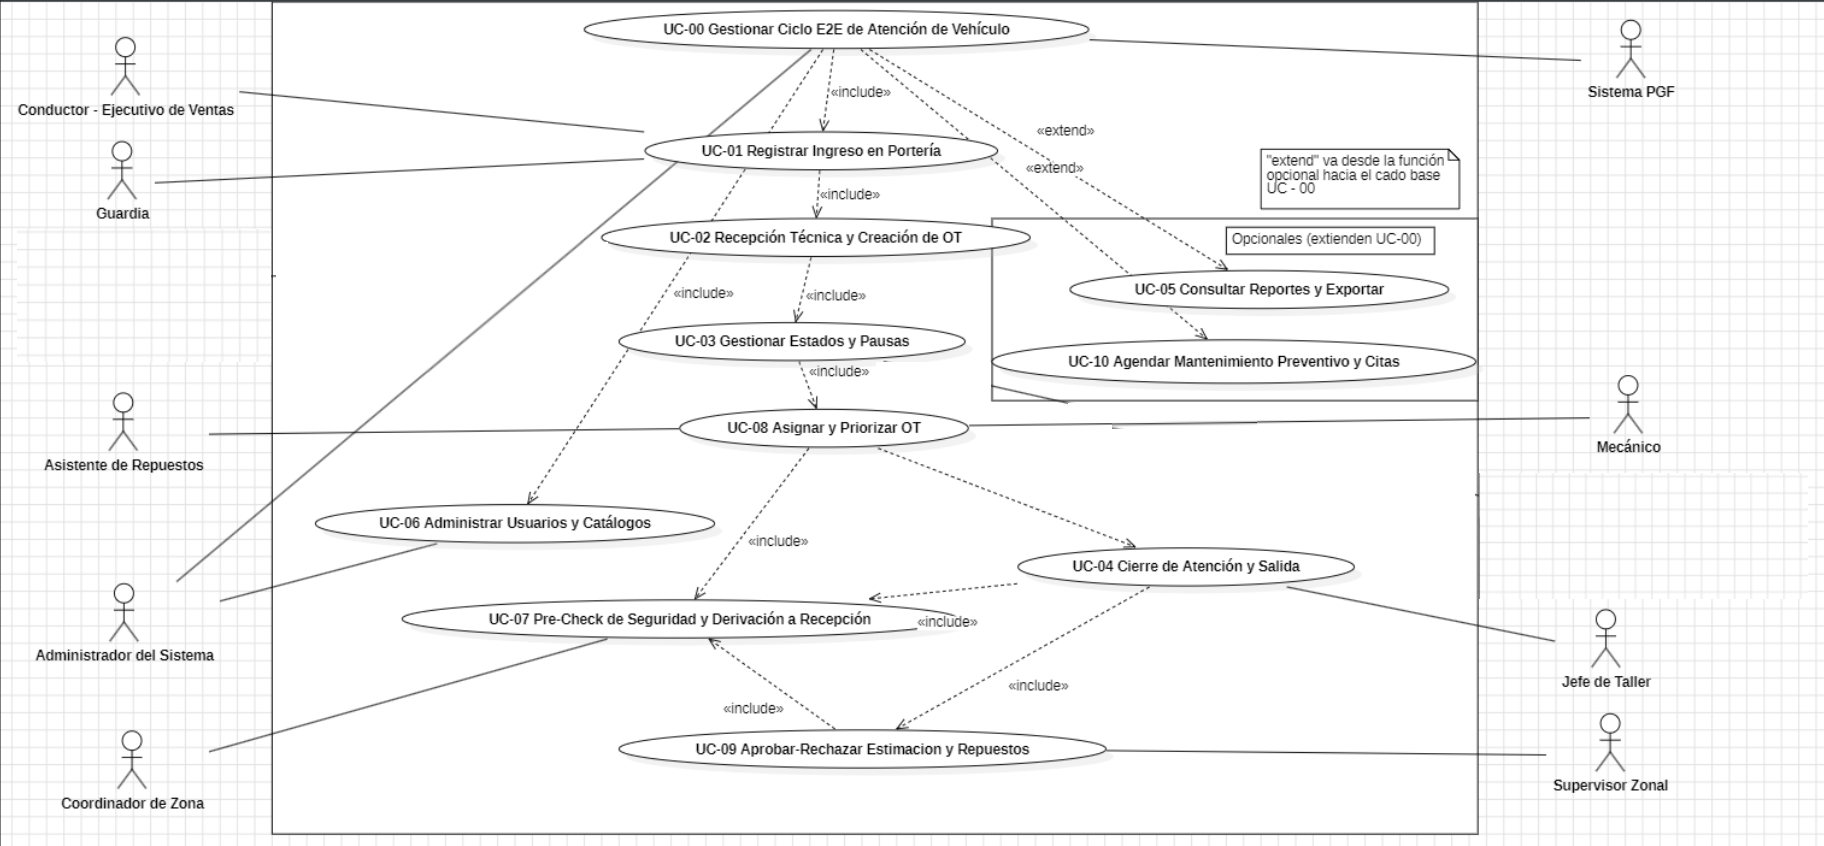 UC-00 Gestionar Ciclo E2E de Atención de Vehículo
Conductor - Ejecutivo de Ventas
Sistema PGF
«include»
«extend»
UC-01 Registrar Ingreso en Portería
«extend»
"extend" va desde la función
opcional hacia el cado base
UC - 00
Guardia
«include»
UC-02 Recepción Técnica y Creación de OT
Opcionales (extienden UC-00)
«include»
«include»
UC-05 Consultar Reportes y Exportar
UC-03 Gestionar Estados y Pausas
UC-10 Agendar Mantenimiento Preventivo y Citas
«include»
UC-08 Asignar y Priorizar OT
Asistente de Repuestos
Mecánico
UC-06 Administrar Usuarios y Catálogos
«include»
UC-04 Cierre de Atención y Salida
UC-07 Pre-Check de Seguridad y Derivación a Recepción
«include»
Administrador del Sistema
Jefe de Taller
«include»
«include»
UC-09 Aprobar-Rechazar Estimacion y Repuestos
Supervisor Zonal
Coordinador de Zona